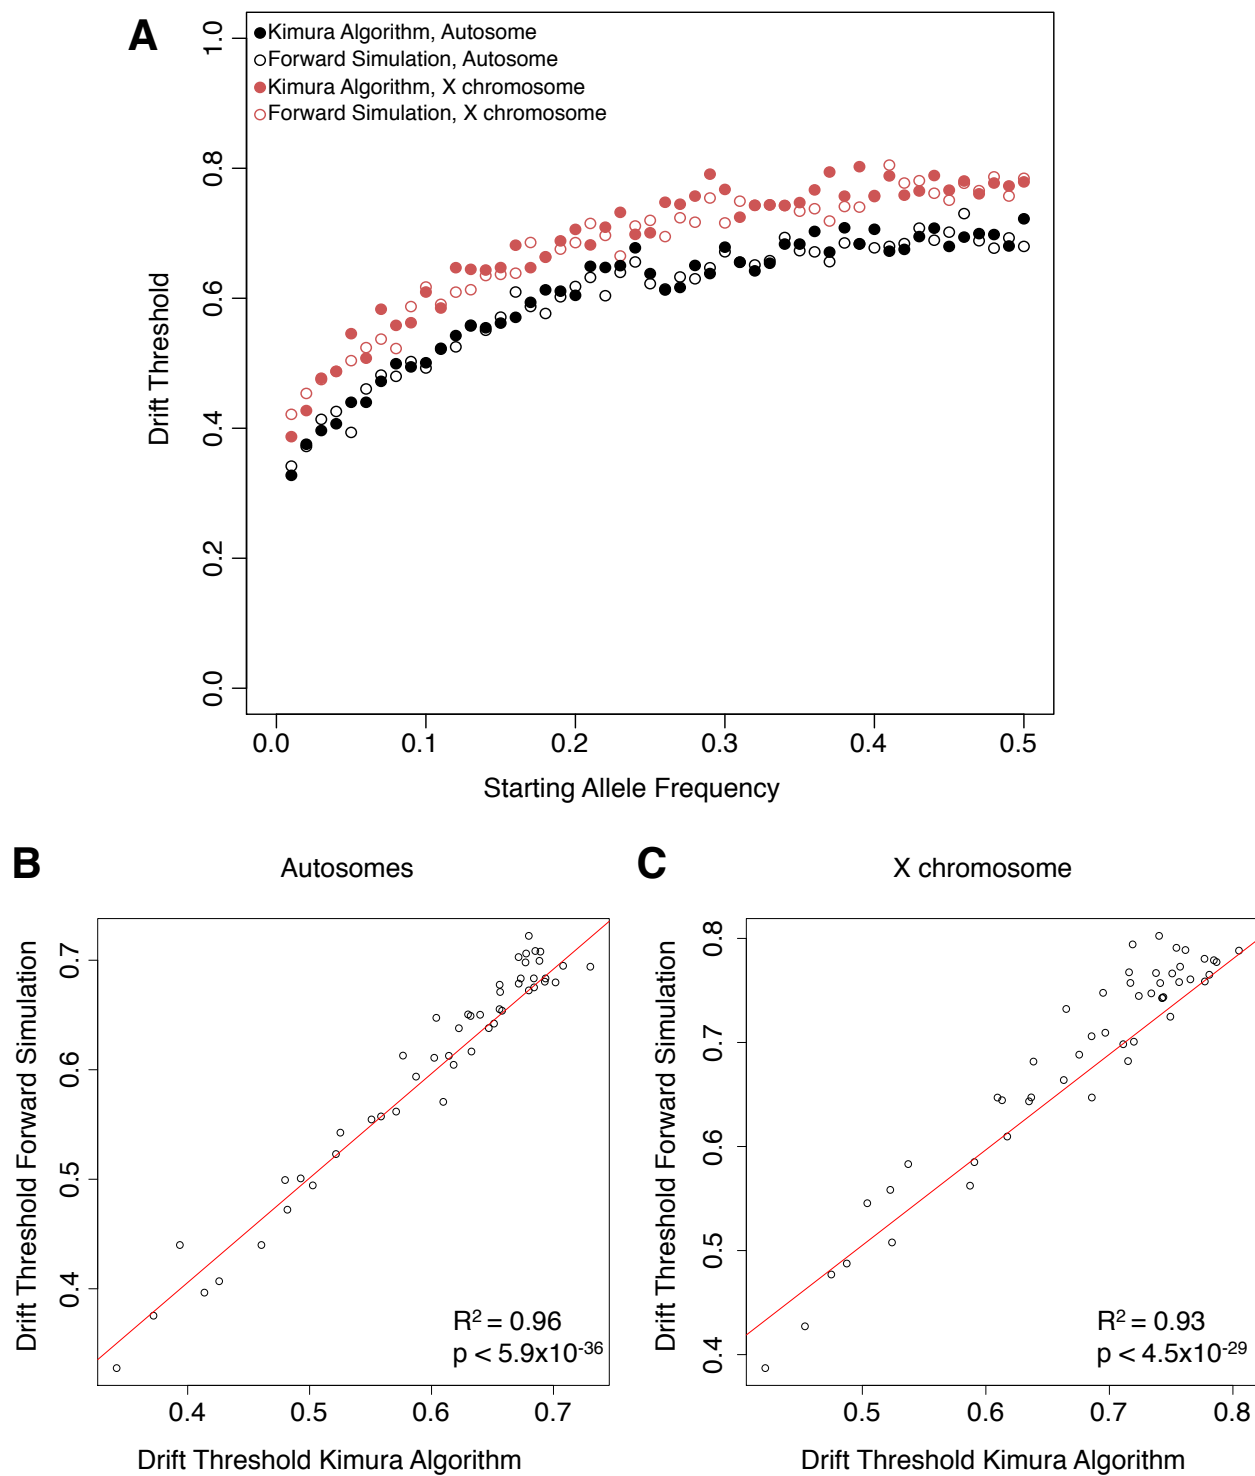 A
Kimura Algorithm, Autosome
Forward Simulation, Autosome
Kimura Algorithm, X chromosome
Forward Simulation, X chromosome
1.0
0.8
0.6
0.4
0.2
0.0
Drift Threshold
0.0 0.1 0.2 0.3 0.4 0.5
Starting Allele Frequency
B
Autosomes
0.7
0.6
0.5
0.4
Drift Threshold Forward Simulation
R² = 0.96
p < 5.9x10⁻³⁶
0.4 0.5 0.6 0.7
Drift Threshold Kimura Algorithm
C
X chromosome
0.8
0.7
0.6
0.5
0.4
Drift Threshold Forward Simulation
R² = 0.93
p < 4.5x10⁻²⁹
0.5 0.6 0.7 0.8
Drift Threshold Kimura Algorithm